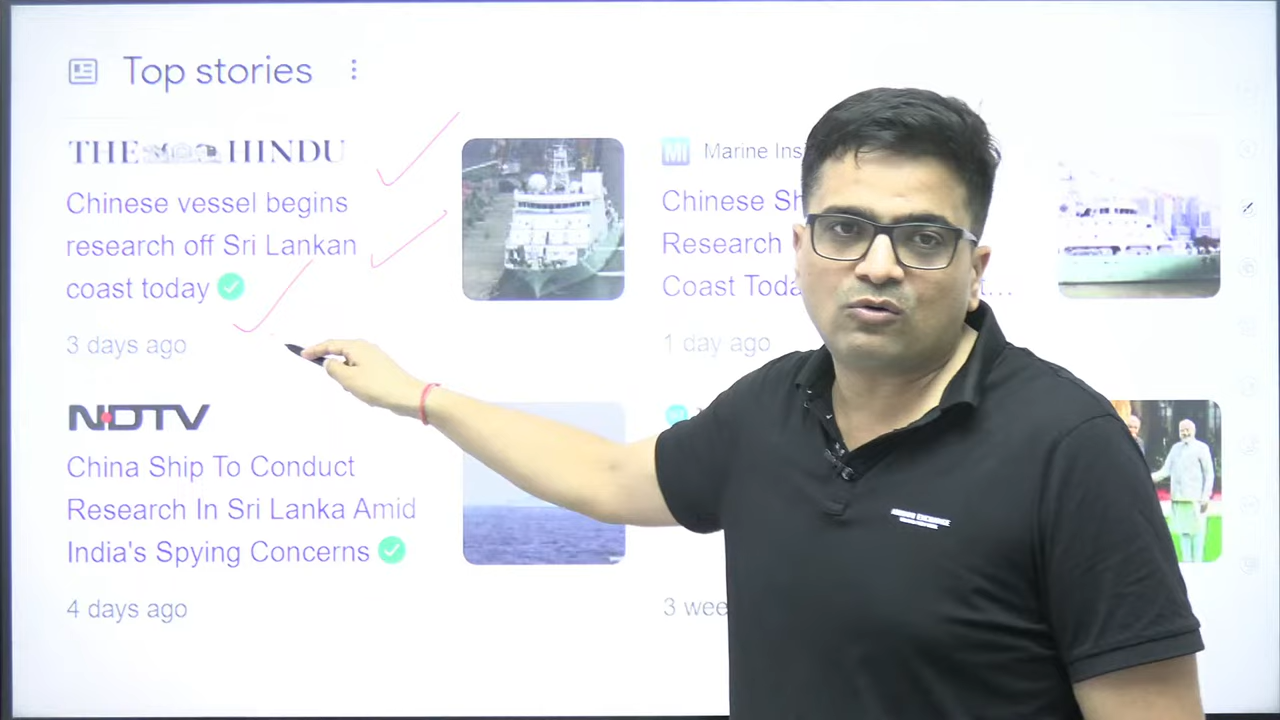 Top stories
THE HINDU
Chinese vessel begins
research off Sri Lankan
coast today
3 days ago
NDTV
China Ship To Conduct
Research In Sri Lanka Amid
India's Spying Concerns
4 days ago
MI Marine Ins
Chinese Sh
Research
Coast Toda t...
1 day ago
3 wee